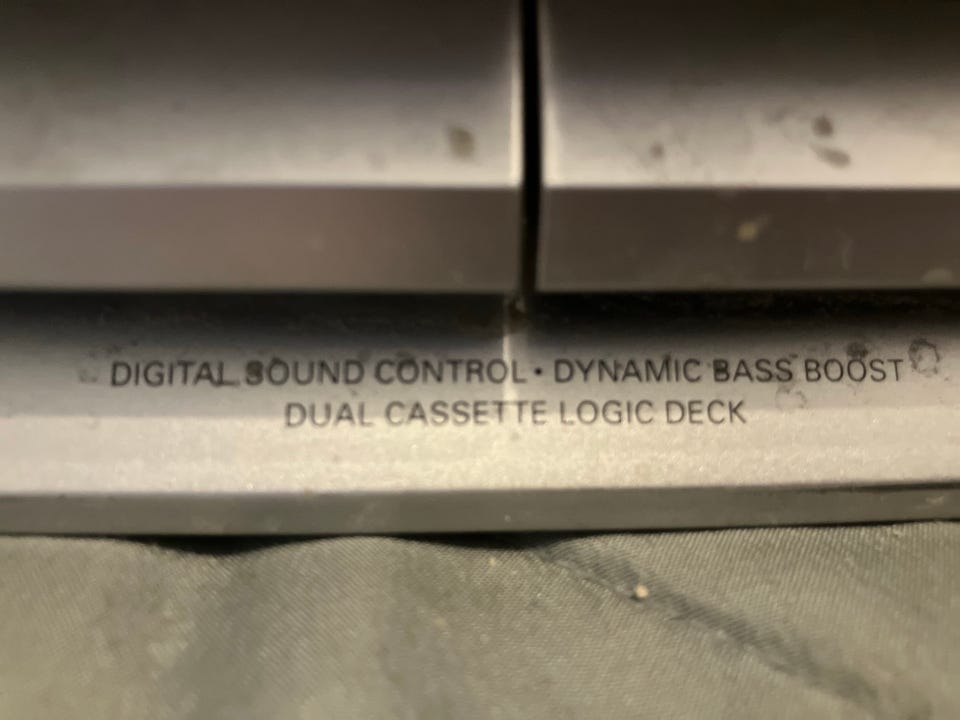 DIGITAL SOUND CONTROL • DYNAMIC BASS BOOST
DUAL CASSETTE LOGIC DECK